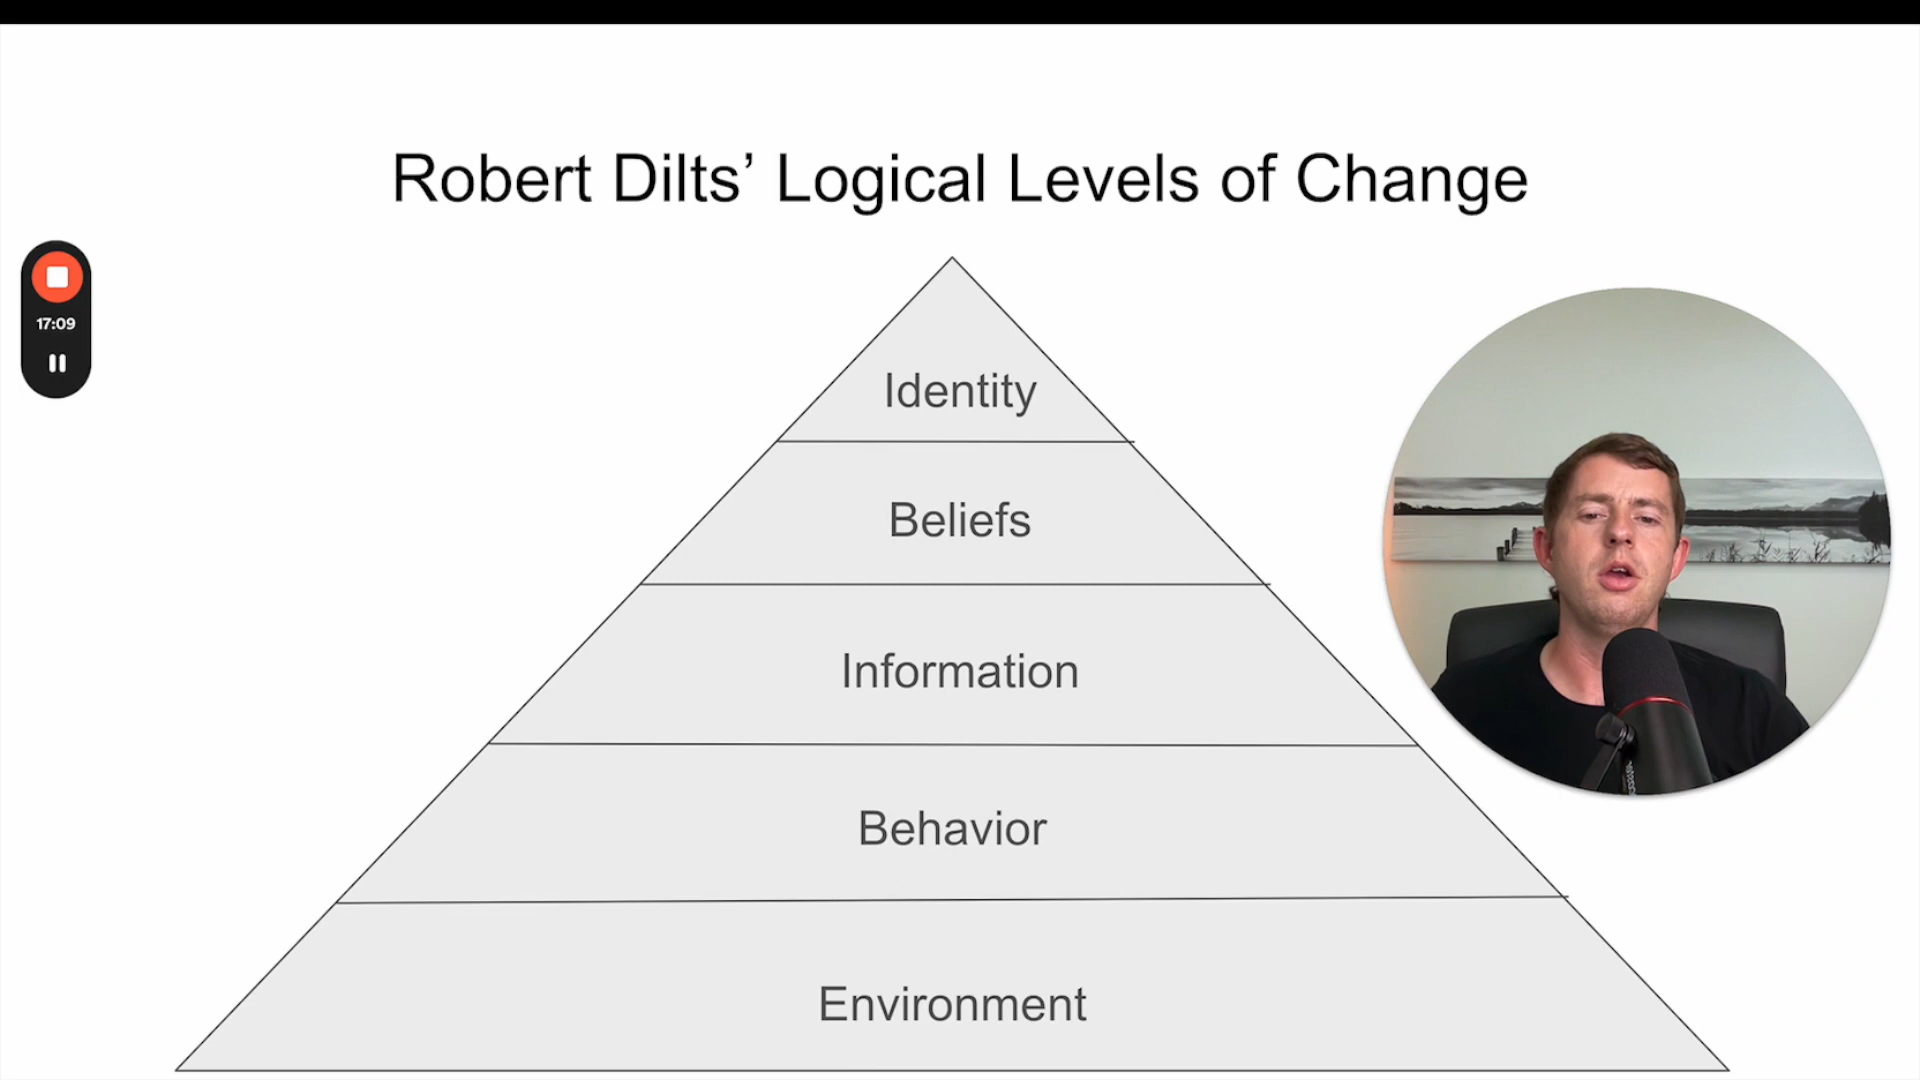 Robert Dilts’ Logical Levels of Change
17:09
Identity
Beliefs
Information
Behavior
Environment